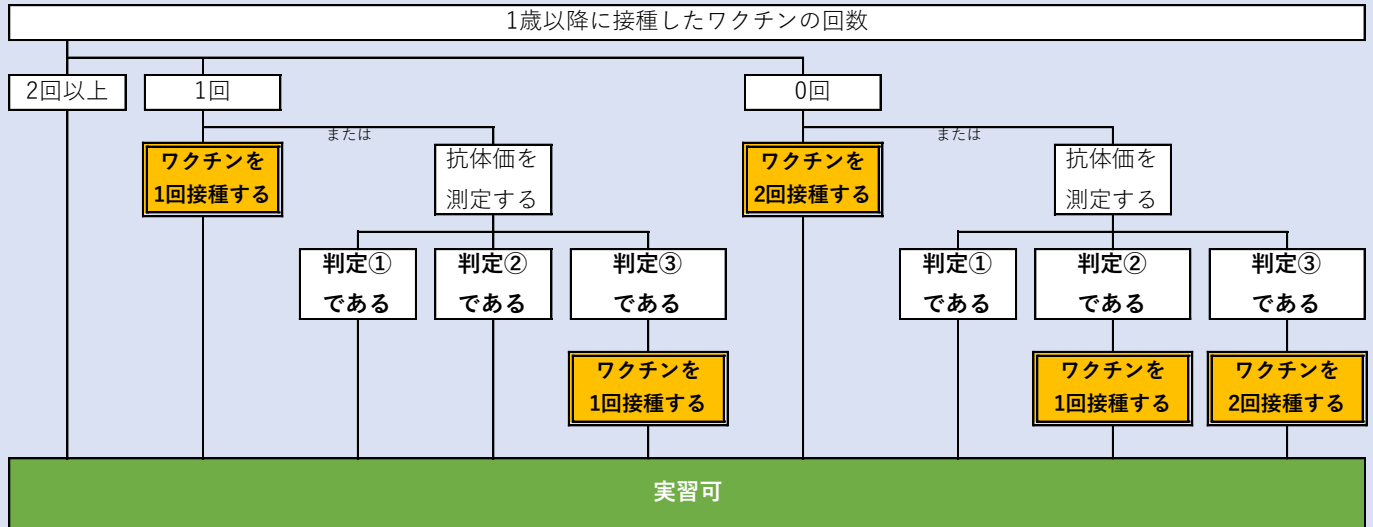 1歳以降に接種したワクチンの回数
2回以上
1回
0回
または
または
ワクチンを
1回接種する
抗体価を
測定する
ワクチンを
2回接種する
抗体価を
測定する
判定①
である
判定②
である
判定③
である
判定①
である
判定②
である
判定③
である
ワクチンを
1回接種する
ワクチンを
1回接種する
ワクチンを
2回接種する
実習可